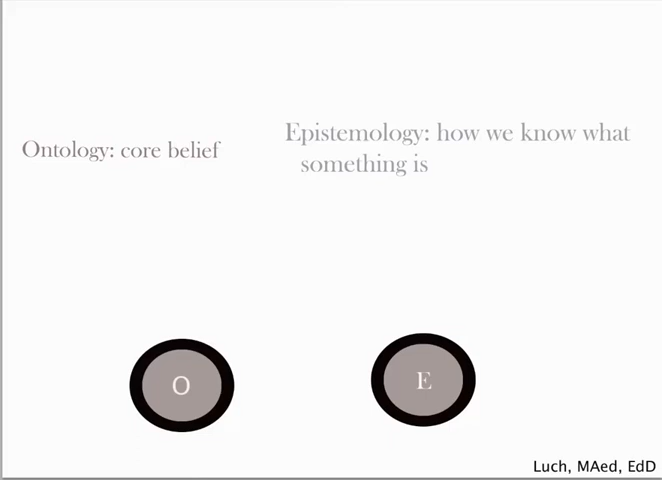 Ontology: core belief
Epistemology: how we know what
something is
O
E
Luch, MAed, EdD